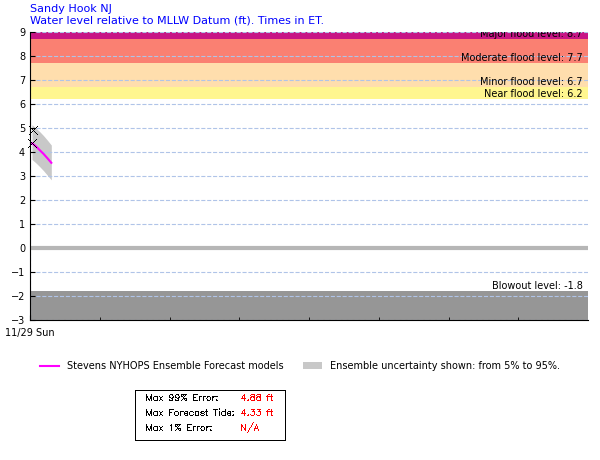 Sandy Hook NJ
Water level relative to MLLW Datum (ft). Times in ET.
9
Major flood level: 8.7
8
Moderate flood level: 7.7
7
Minor flood level: 6.7
Near flood level: 6.2
6
5
4
3
2
1
0
−1
Blowout level: -1.8
−2
−3
11/29 Sun
Stevens NYHOPS Ensemble Forecast models
Ensemble uncertainty shown: from 5% to 95%.
Max 99% Error: 4.88 ft
Max Forecast Tide: 4.33 ft
Max 1% Error: N/A